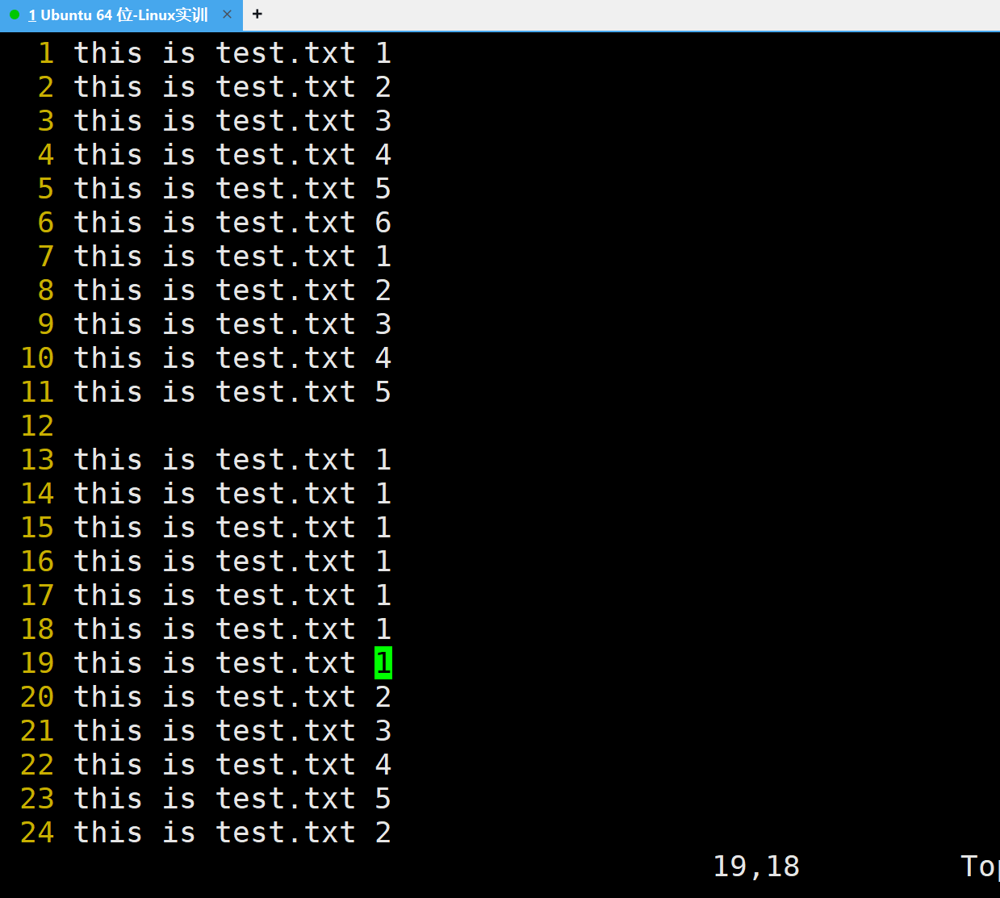 1 Ubuntu 64 位-Linux实训 × +
1 this is test.txt 1
2 this is test.txt 2
3 this is test.txt 3
4 this is test.txt 4
5 this is test.txt 5
6 this is test.txt 6
7 this is test.txt 1
8 this is test.txt 2
9 this is test.txt 3
10 this is test.txt 4
11 this is test.txt 5
12
13 this is test.txt 1
14 this is test.txt 1
15 this is test.txt 1
16 this is test.txt 1
17 this is test.txt 1
18 this is test.txt 1
19 this is test.txt 1
20 this is test.txt 2
21 this is test.txt 3
22 this is test.txt 4
23 this is test.txt 5
24 this is test.txt 2
19,18 Top